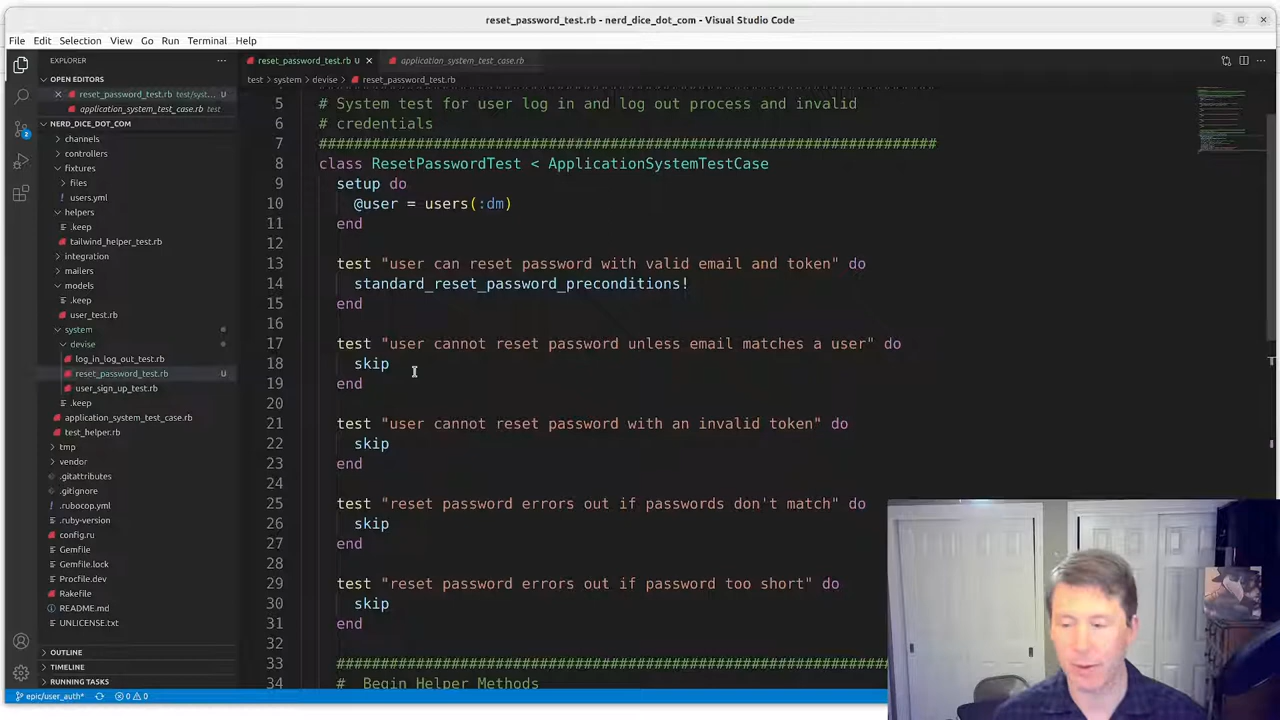 reset_password_test.rb - nerd_dice_dot_com - Visual Studio Code
File Edit Selection View Go Run Terminal Help
EXPLORER
reset_password_test.rb U
application_system_test_case.rb
OPEN EDITORS
test > system > devise > reset_password_test.rb
reset_password_test.rb test/syst... U
application_system_test_case.rb test
NERD_DICE_DOT_COM
channels
controllers
fixtures
files
users.yml
helpers
.keep
tailwind_helper_test.rb
integration
mailers
models
.keep
user_test.rb
system
devise
log_in_log_out_test.rb
reset_password_test.rb U
user_sign_up_test.rb
.keep
application_system_test_case.rb
test_helper.rb
tmp
vendor
.gitattributes
.gitignore
.rubocop.yml
.ruby-version
config.ru
Gemfile
Gemfile.lock
Procfile.dev
Rakefile
README.md
UNLICENSE.txt
OUTLINE
TIMELINE
RUNNING TASKS
5 # System test for user log in and log out process and invalid
6 # credentials
7 ######################################################################
8 class ResetPasswordTest < ApplicationSystemTestCase
9 setup do
10 @user = users(:dm)
11 end
12
13 test "user can reset password with valid email and token" do
14 standard_reset_password_preconditions!
15 end
16
17 test "user cannot reset password unless email matches a user" do
18 skip
19 end
20
21 test "user cannot reset password with an invalid token" do
22 skip
23 end
24
25 test "reset password errors out if passwords don't match" do
26 skip
27 end
28
29 test "reset password errors out if password too short" do
30 skip
31 end
32
33 ###############################################################
34 # Begin Helper Methods
epic/user_auth* 0 0
2